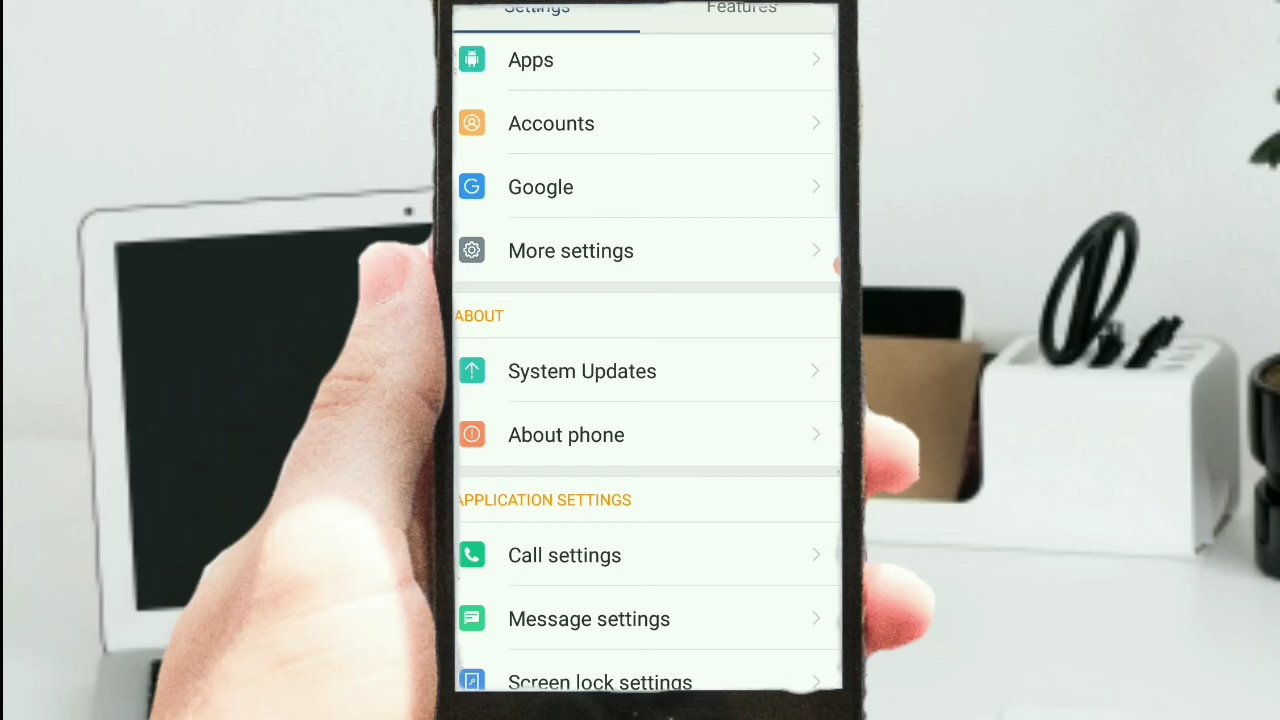 Settings Features
Apps
Accounts
Google
More settings
ABOUT
System Updates
About phone
APPLICATION SETTINGS
Call settings
Message settings
Screen lock settings